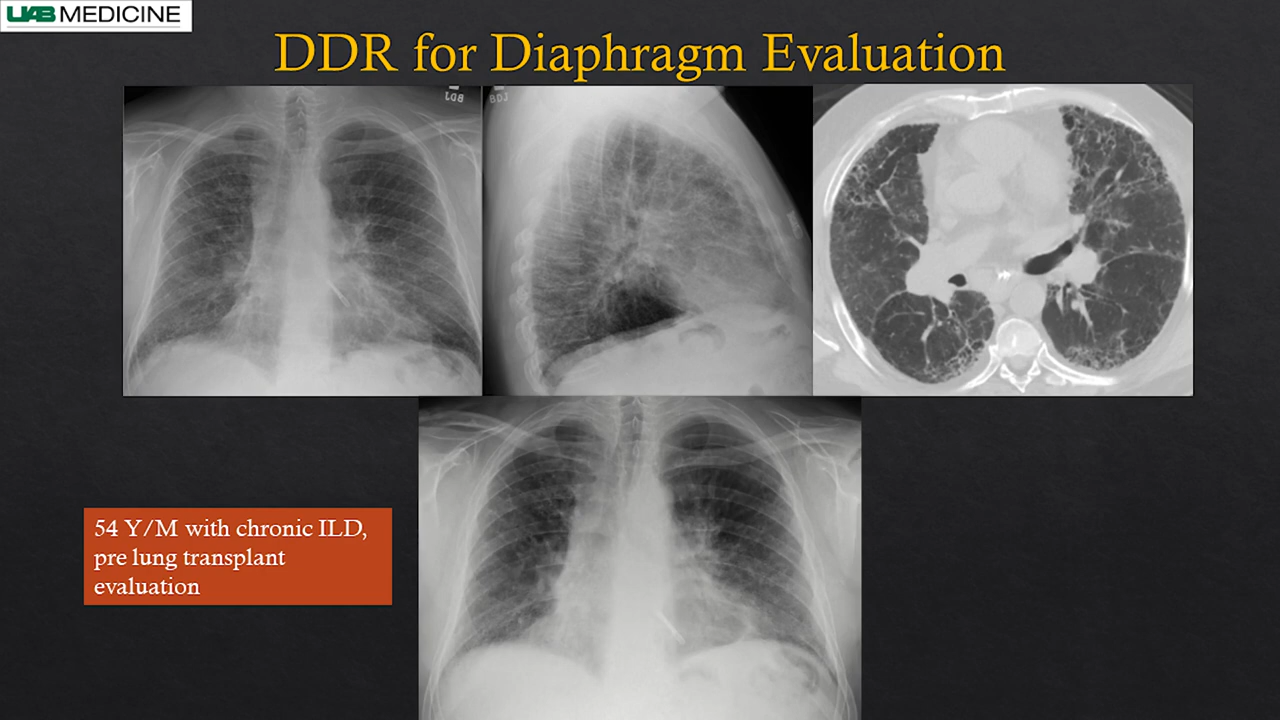 UAB MEDICINE
DDR for Diaphragm Evaluation
54 Y/M with chronic ILD,
pre lung transplant
evaluation